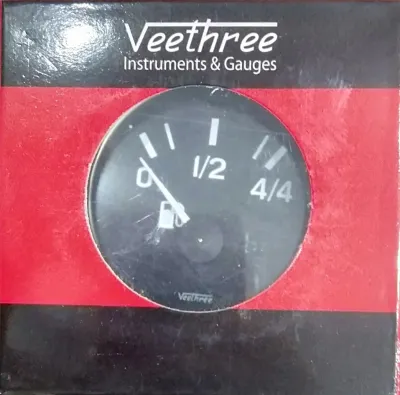 Veethree
Instruments & Gauges
0
1/2
4/4
Veethree